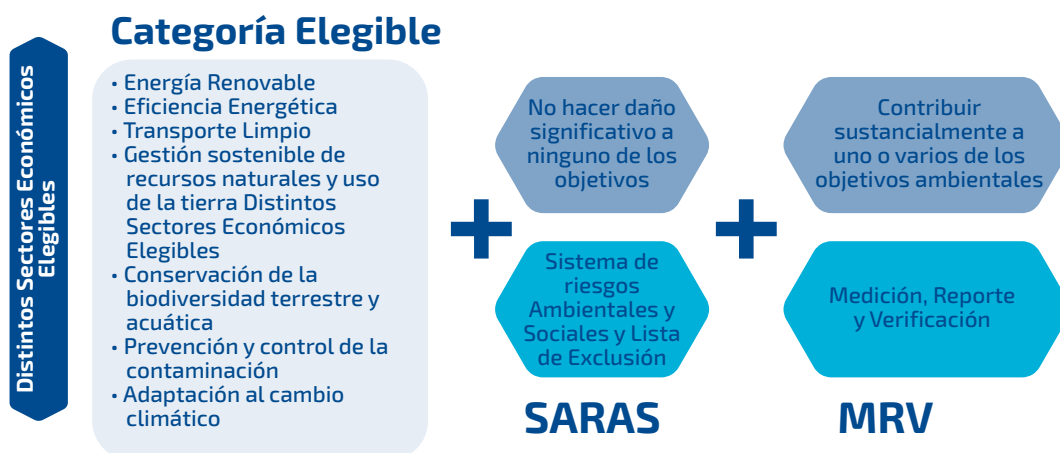 Distintos Sectores Económicos
Elegibles
Categoría Elegible
• Energía Renovable
• Eficiencia Energética
• Transporte Limpio
• Gestión sostenible de
recursos naturales y uso
de la tierra Distintos
Sectores Económicos
Elegibles
• Conservación de la
biodiversidad terrestre y
acuática
• Prevención y control de la
contaminación
• Adaptación al cambio
climático
+
No hacer daño
significativo a
ninguno de los
objetivos
Sistema de
riesgos
Ambientales y
Sociales y Lista
de Exclusión
SARAS
+
Contribuir
sustancialmente a
uno o varios de los
objetivos ambientales
Medición, Reporte
y Verificación
MRV